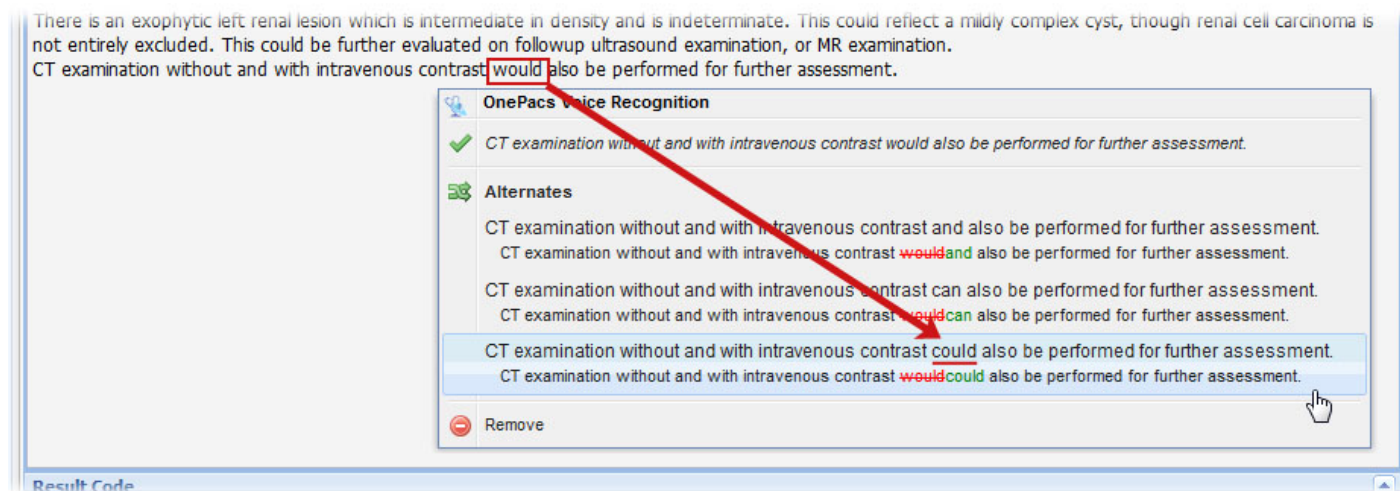 There is an exophytic left renal lesion which is intermediate in density and is indeterminate. This could reflect a mildly complex cyst, though renal cell carcinoma is
not entirely excluded. This could be further evaluated on followup ultrasound examination, or MR examination.
CT examination without and with intravenous contrast would also be performed for further assessment.
OnePacs Voice Recognition
CT examination without and with intravenous contrast would also be performed for further assessment.
Alternates
CT examination without and with intravenous contrast and also be performed for further assessment.
CT examination without and with intravenous contrast wouldand also be performed for further assessment.
CT examination without and with intravenous contrast can also be performed for further assessment.
CT examination without and with intravenous contrast wouldcan also be performed for further assessment.
CT examination without and with intravenous contrast could also be performed for further assessment.
CT examination without and with intravenous contrast wouldcould also be performed for further assessment.
Remove
Result Code